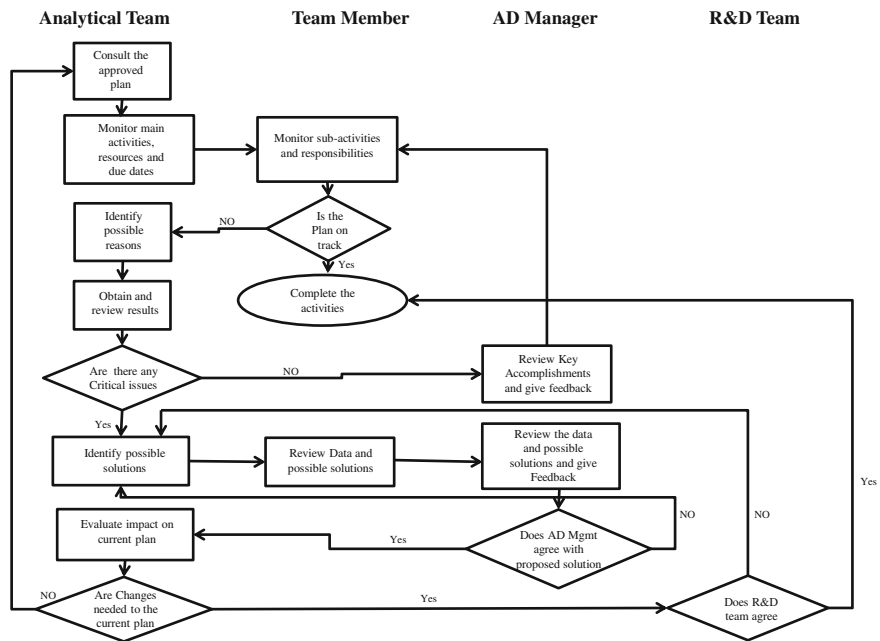 Analytical Team
Team Member
AD Manager
R&D Team
Consult the
approved
plan
Monitor main
activities,
resources and
due dates
Monitor sub-activities
and responsibilities
Identify
possible
reasons
NO
Is the
Plan on
track
Yes
Obtain and
review results
Complete the
activities
Are there any
Critical issues
NO
Review Key
Accomplishments
and give feedback
Yes
Identify possible
solutions
Review Data and
possible solutions
Review the data
and possible
solutions and give
Feedback
Yes
Evaluate impact on
current plan
Yes
Does AD Mgmt
agree with
proposed solution
NO
NO
NO
Are Changes
needed to the
current plan
Yes
Does R&D
team agree